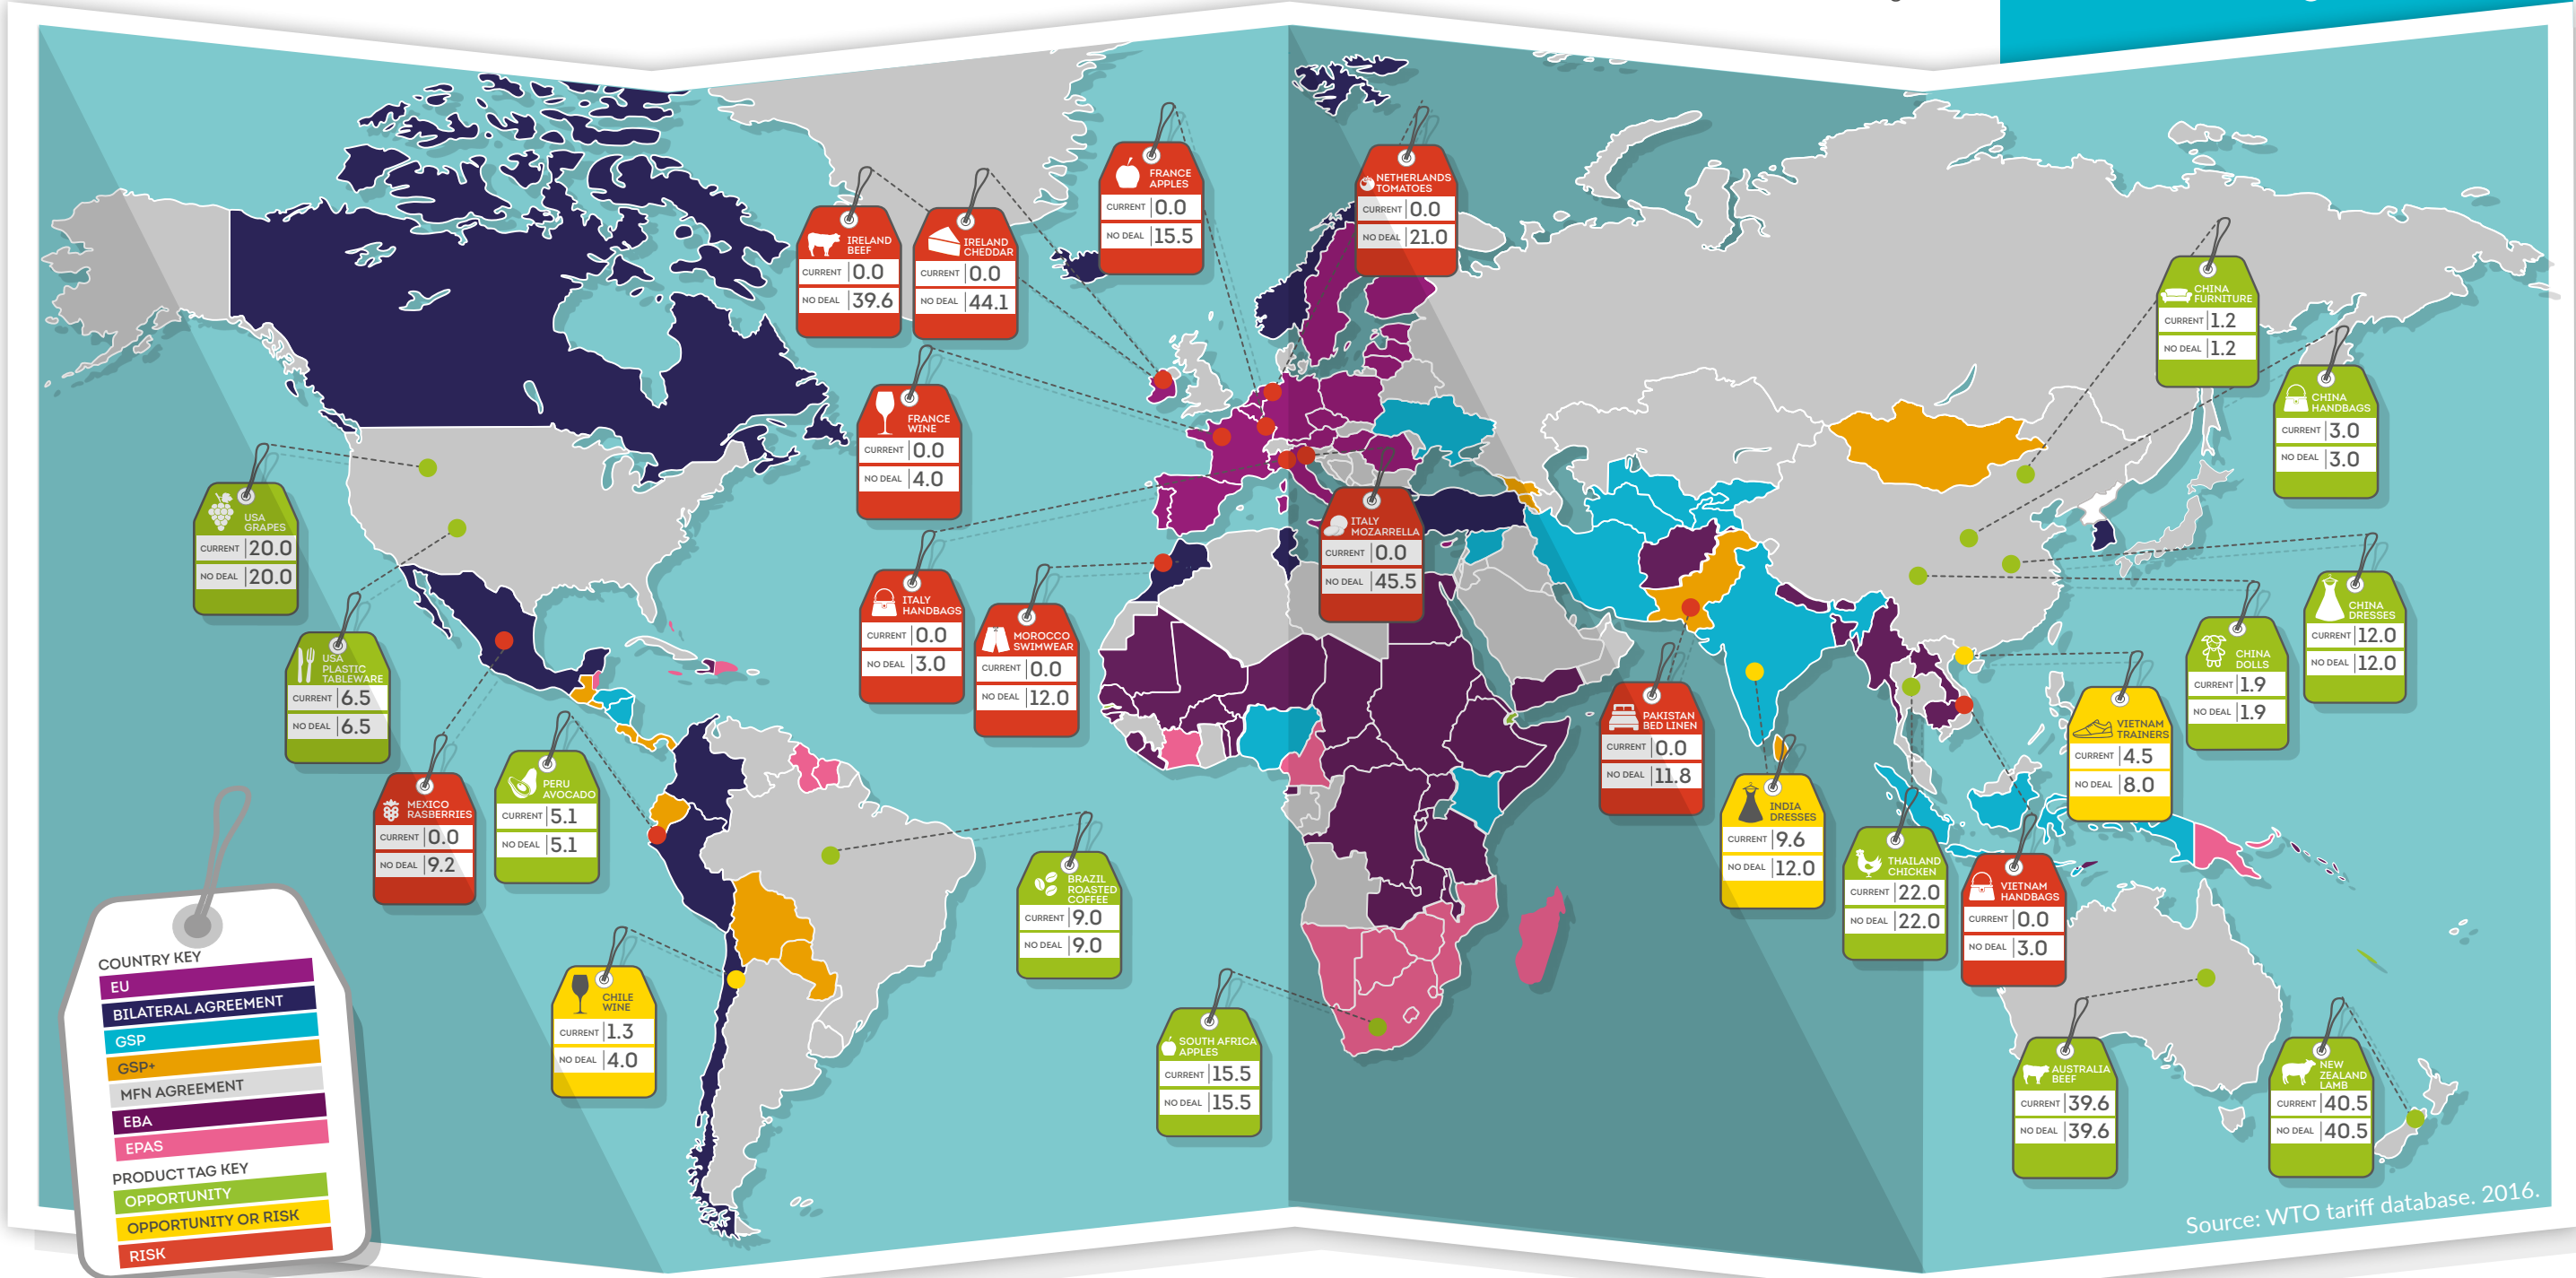 FRANCE
APPLES
CURRENT 0.0
NO DEAL 15.5
NETHERLANDS
TOMATOES
CURRENT 0.0
NO DEAL 21.0
IRELAND
BEEF
CURRENT 0.0
NO DEAL 39.6
IRELAND
CHEDDAR
CURRENT 0.0
NO DEAL 44.1
CHINA
FURNITURE
CURRENT 1.2
NO DEAL 1.2
CHINA
HANDBAGS
CURRENT 3.0
NO DEAL 3.0
FRANCE
WINE
CURRENT 0.0
NO DEAL 4.0
USA
GRAPES
CURRENT 20.0
NO DEAL 20.0
ITALY
MOZARRELLA
CURRENT 0.0
NO DEAL 45.5
ITALY
HANDBAGS
CURRENT 0.0
NO DEAL 3.0
MOROCCO
SWIMWEAR
CURRENT 0.0
NO DEAL 12.0
CHINA
DRESSES
CURRENT 12.0
NO DEAL 12.0
CHINA
DOLLS
CURRENT 1.9
NO DEAL 1.9
USA
PLASTIC
TABLEWARE
CURRENT 6.5
NO DEAL 6.5
PAKISTAN
BED LINEN
CURRENT 0.0
NO DEAL 11.8
VIETNAM
TRAINERS
CURRENT 4.5
NO DEAL 8.0
MEXICO
RASBERRIES
CURRENT 0.0
NO DEAL 9.2
PERU
AVOCADO
CURRENT 5.1
NO DEAL 5.1
INDIA
DRESSES
CURRENT 9.6
NO DEAL 12.0
BRAZIL
ROASTED
COFFEE
CURRENT 9.0
NO DEAL 9.0
THAILAND
CHICKEN
CURRENT 22.0
NO DEAL 22.0
VIETNAM
HANDBAGS
CURRENT 0.0
NO DEAL 3.0
CHILE
WINE
CURRENT 1.3
NO DEAL 4.0
SOUTH AFRICA
APPLES
CURRENT 15.5
NO DEAL 15.5
AUSTRALIA
BEEF
CURRENT 39.6
NO DEAL 39.6
NEW
ZEALAND
LAMB
CURRENT 40.5
NO DEAL 40.5
COUNTRY KEY
EU
BILATERAL AGREEMENT
GSP
GSP+
MFN AGREEMENT
EBA
EPAS
PRODUCT TAG KEY
OPPORTUNITY
OPPORTUNITY OR RISK
RISK
Source: WTO tariff database. 2016.